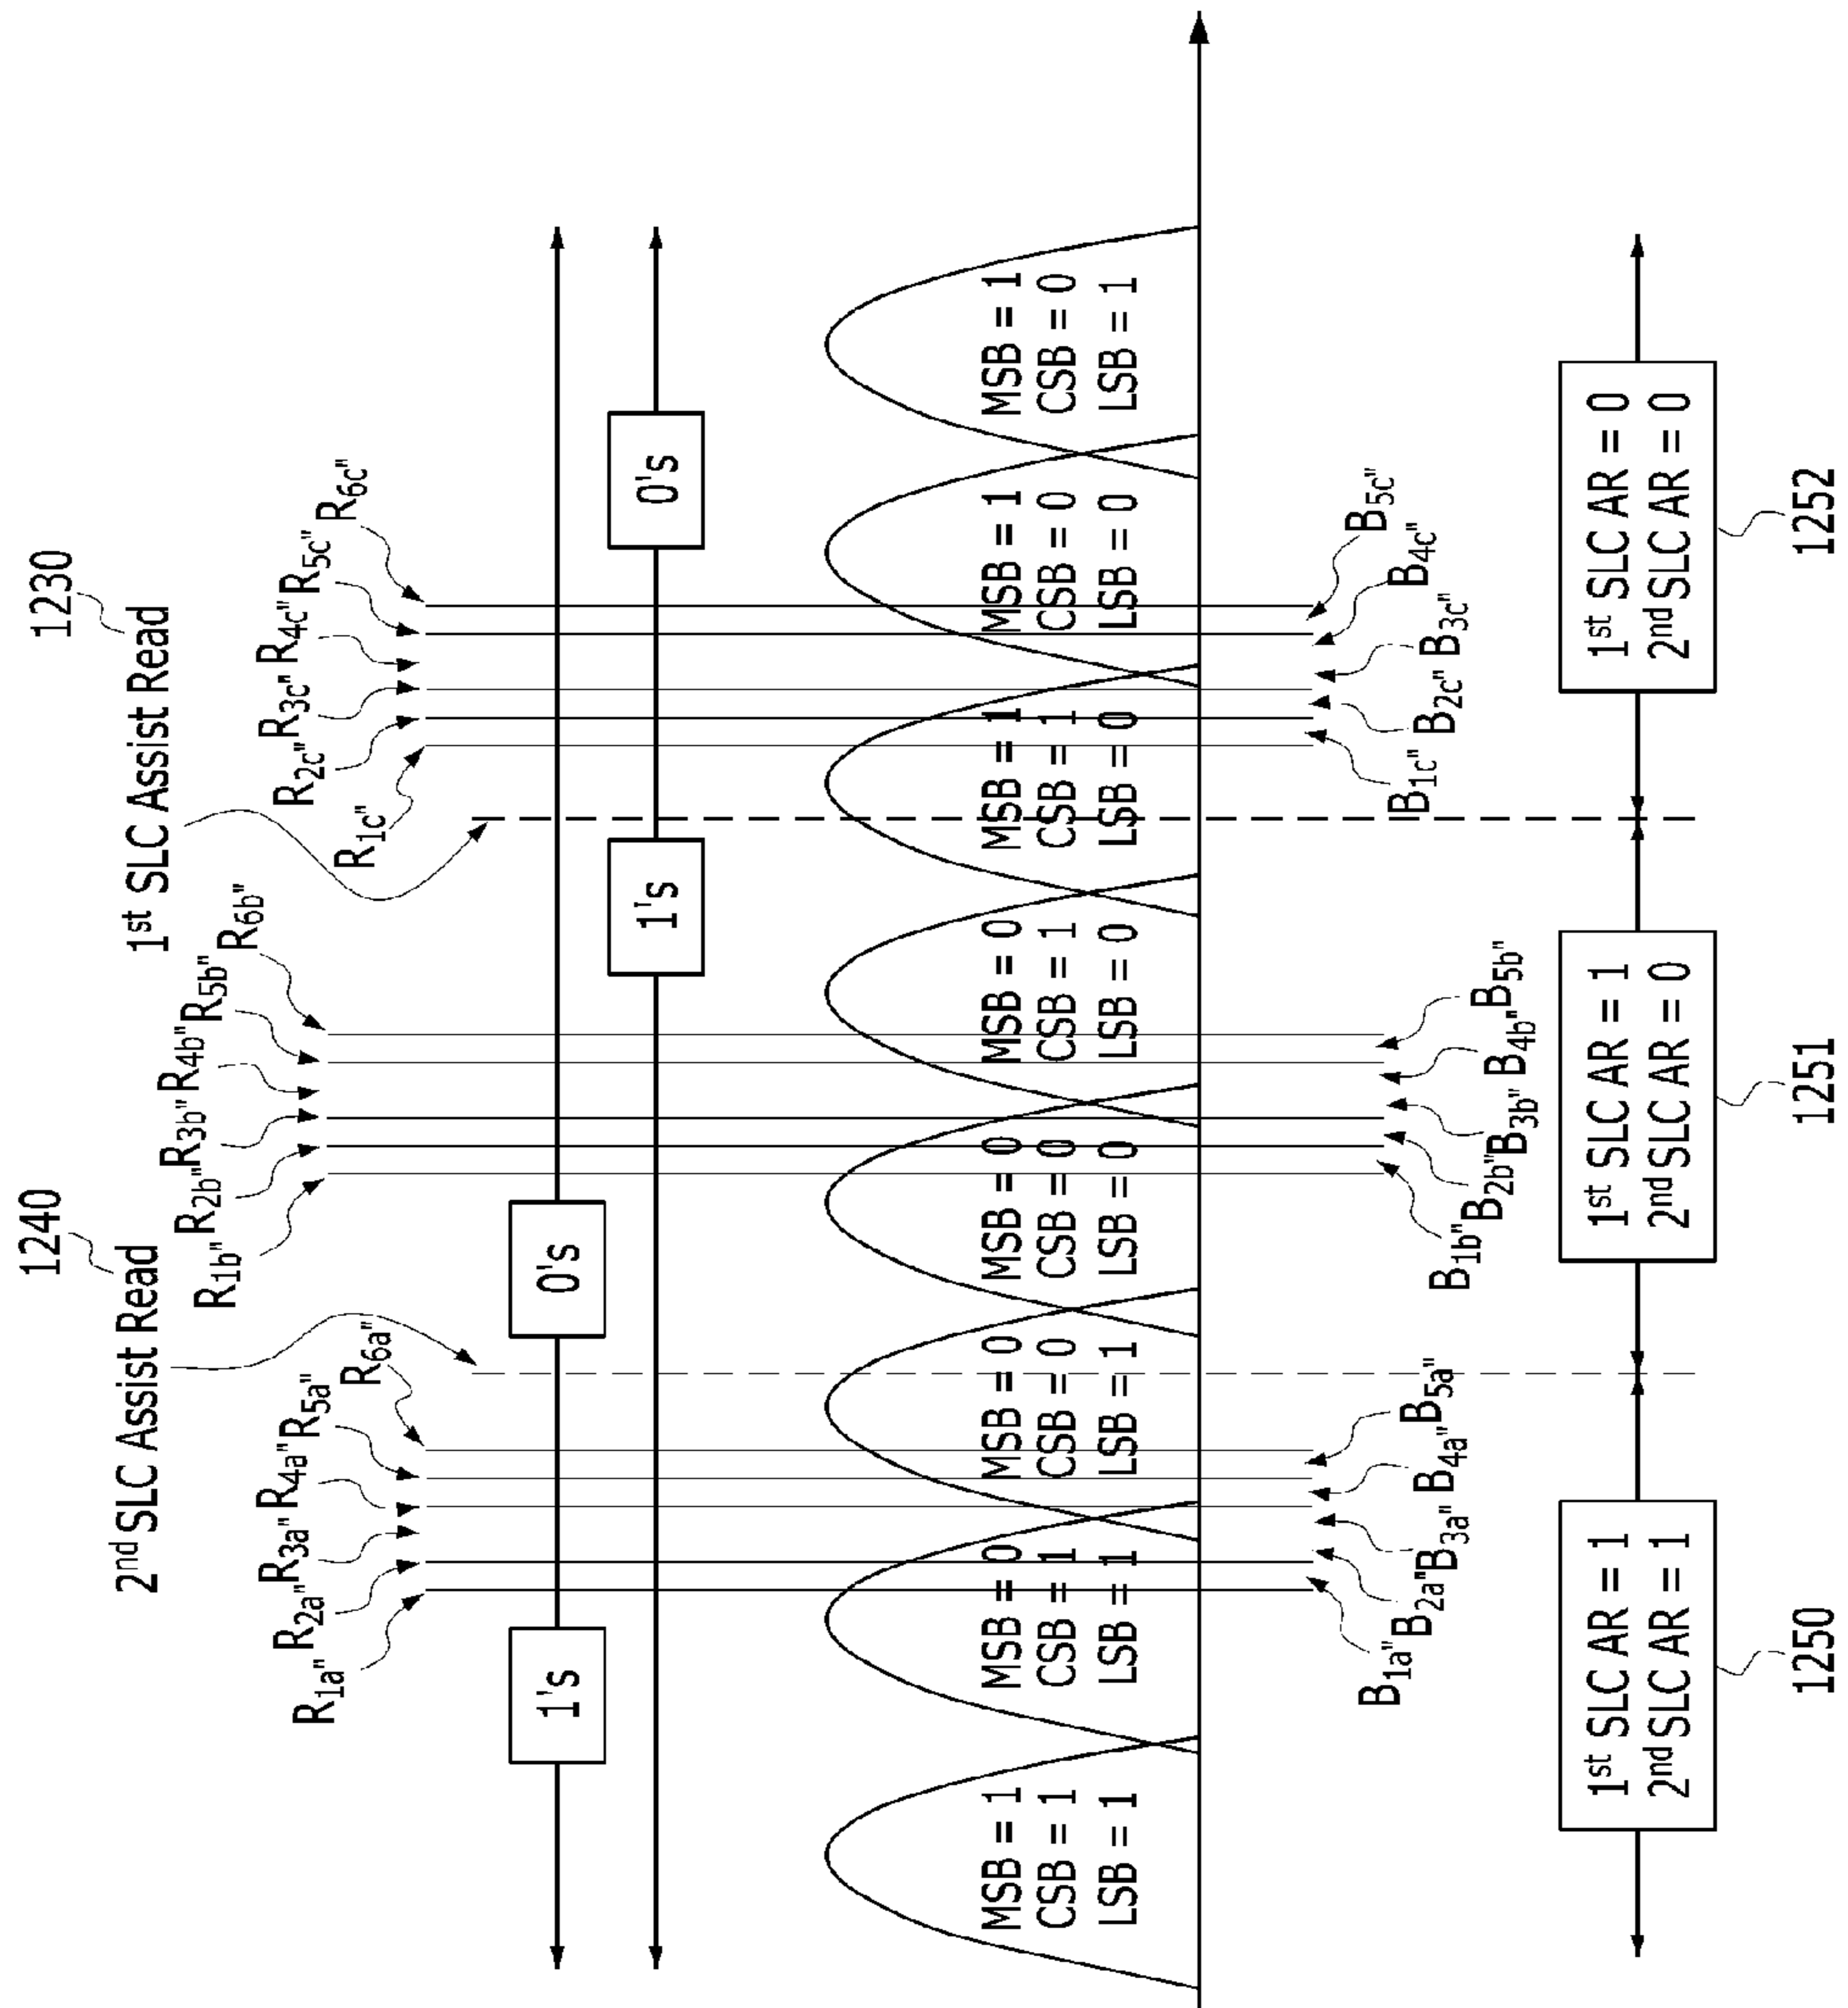 1240
2nd SLC Assist Read
1230
1st SLC Assist Read
R1a" R2a" R3a" R4a" R5a" R6a"
R1b" R2b" R3b" R4b" R5b" R6b"
R1c" R2c" R3c" R4c" R5c" R6c"
1's
0's
1's
0's
MSB = 1
CSB = 1
LSB = 1
MSB = 0
CSB = 1
LSB = 1
MSB = 0
CSB = 0
LSB = 1
MSB = 0
CSB = 0
LSB = 0
MSB = 0
CSB = 1
LSB = 0
MSB = 1
CSB = 1
LSB = 0
MSB = 1
CSB = 0
LSB = 0
MSB = 1
CSB = 0
LSB = 1
B1a" B2a" B3a" B4a" B5a"
B1b" B2b" B3b" B4b" B5b"
B1c" B2c" B3c" B4c" B5c"
1st SLC AR = 1
2nd SLC AR = 1
1250
1st SLC AR = 1
2nd SLC AR = 0
1251
1st SLC AR = 0
2nd SLC AR = 0
1252